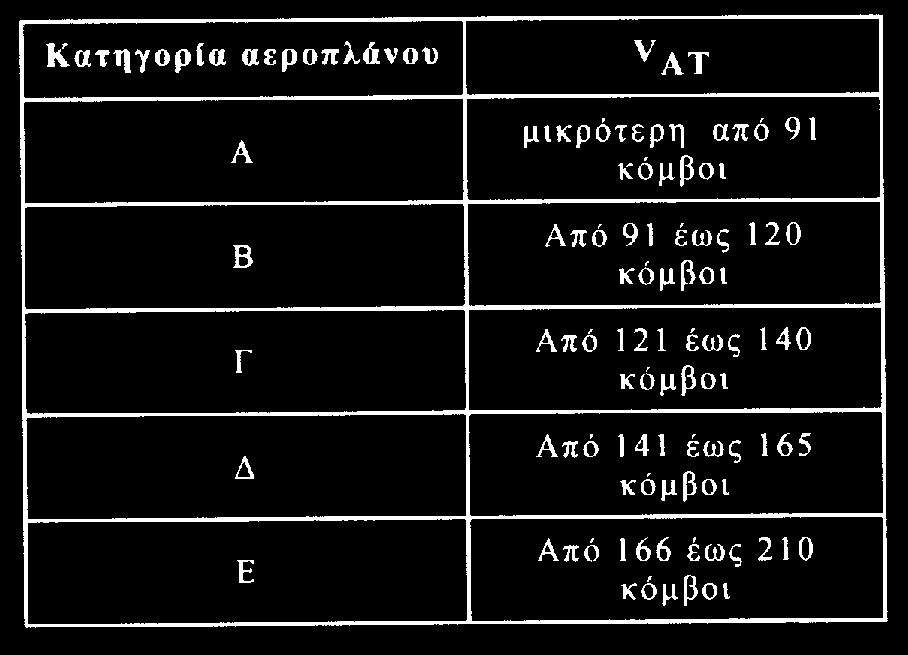 Κατηγορία αεροπλάνου
VAT
Α
μικρότερη από 91
κόμβοι
Β
Από 91 έως 120
κόμβοι
Γ
Από 121 έως 140
κόμβοι
Δ
Από 141 έως 165
κόμβοι
Ε
Από 166 έως 210
κόμβοι